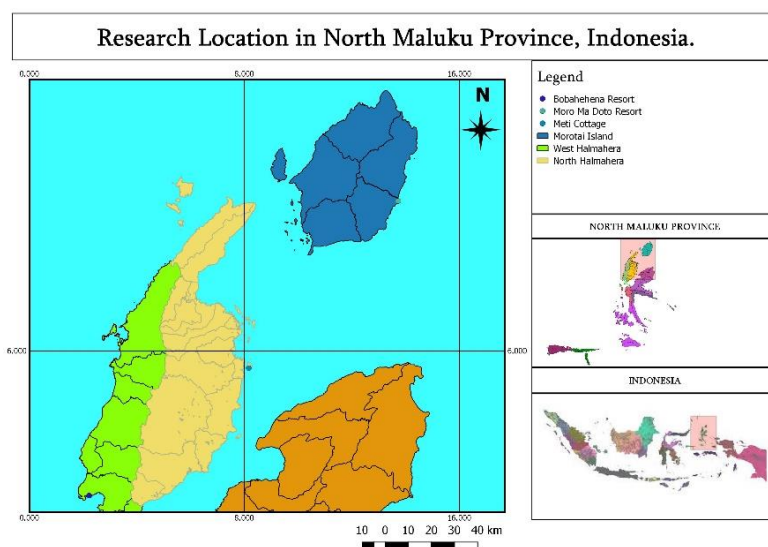 Research Location in North Maluku Province, Indonesia.
0.000 8.000 16.000
N
6.000 6.000
0.000 8.000 16.000
10 0 10 20 30 40 km
Legend
Bobahehena Resort
Moro Ma Doto Resort
Meti Cottage
Morotai Island
West Halmahera
North Halmahera
NORTH MALUKU PROVINCE
INDONESIA